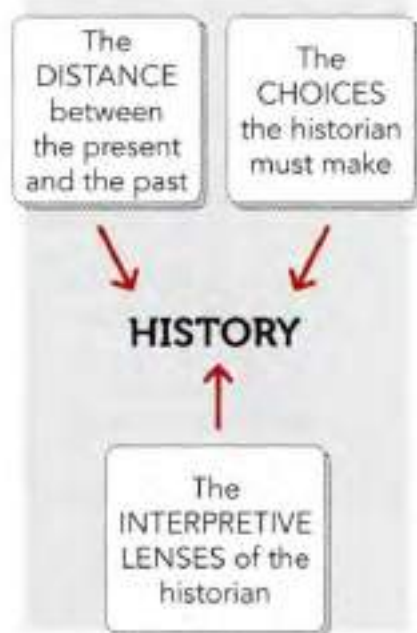 The
DISTANCE
between
the present
and the past
The
CHOICES
the historian
must make
HISTORY
The
INTERPRETIVE
LENSES of the
historian